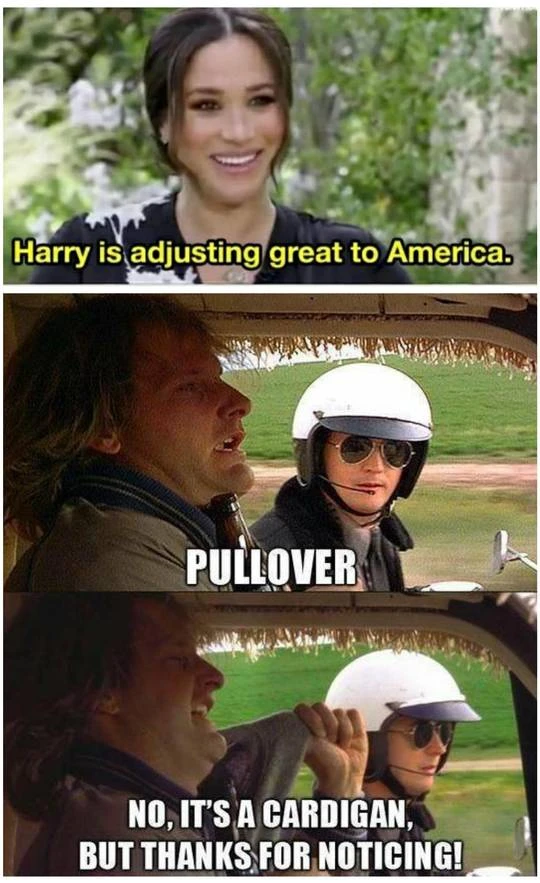 Harry is adjusting great to America.
PULLOVER
NO, IT'S A CARDIGAN,
BUT THANKS FOR NOTICING!